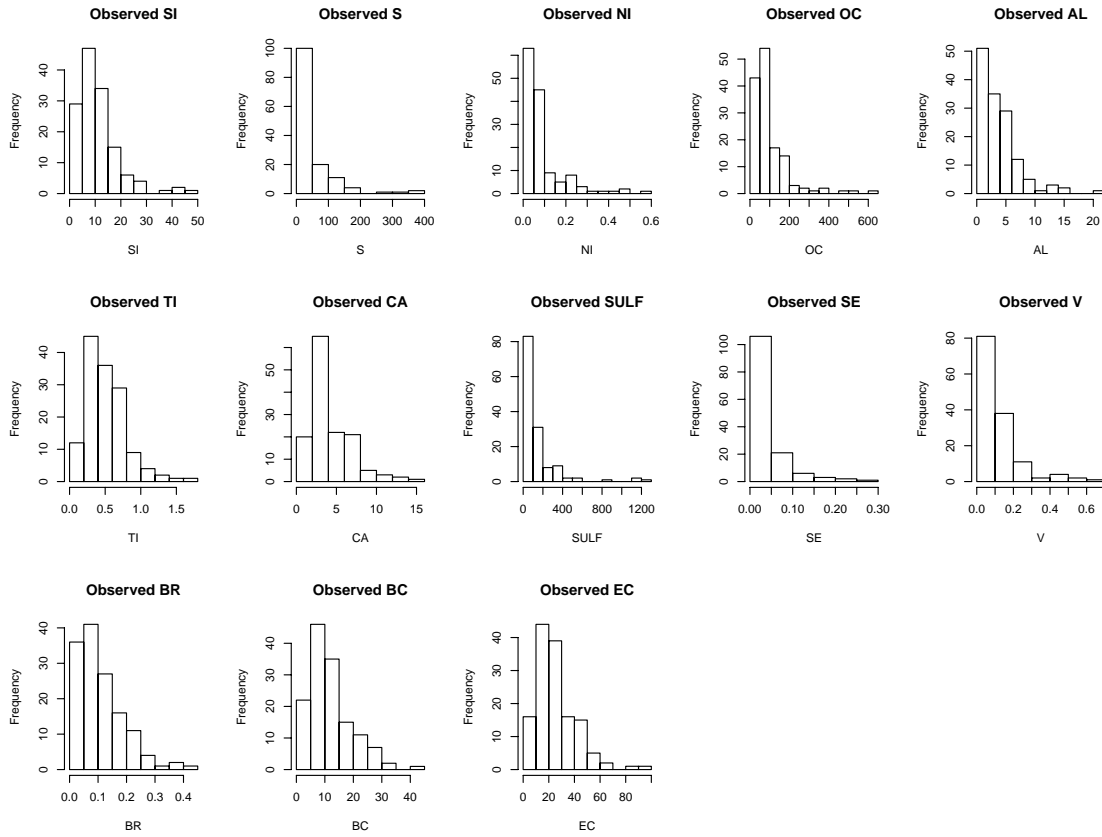 Observed SI
Frequency
0 10 20 30 40
0 10 20 30 40 50
SI
Observed S
Frequency
0 20 40 60 80 100
0 100 200 300 400
S
Observed NI
Frequency
0 10 30 50
0.0 0.2 0.4 0.6
NI
Observed OC
Frequency
0 10 20 30 40 50
0 200 400 600
OC
Observed AL
Frequency
0 10 20 30 40 50
0 5 10 15 20
AL
Observed TI
Frequency
0 10 20 30 40
0.0 0.5 1.0 1.5
TI
Observed CA
Frequency
0 10 30 50
0 5 10 15
CA
Observed SULF
Frequency
0 20 40 60 80
0 400 800 1200
SULF
Observed SE
Frequency
0 20 40 60 80 100
0.00 0.10 0.20 0.30
SE
Observed V
Frequency
0 20 40 60 80
0.0 0.2 0.4 0.6
V
Observed BR
Frequency
0 10 20 30 40
0.0 0.1 0.2 0.3 0.4
BR
Observed BC
Frequency
0 10 20 30 40
0 10 20 30 40
BC
Observed EC
Frequency
0 10 20 30 40
0 20 40 60 80
EC